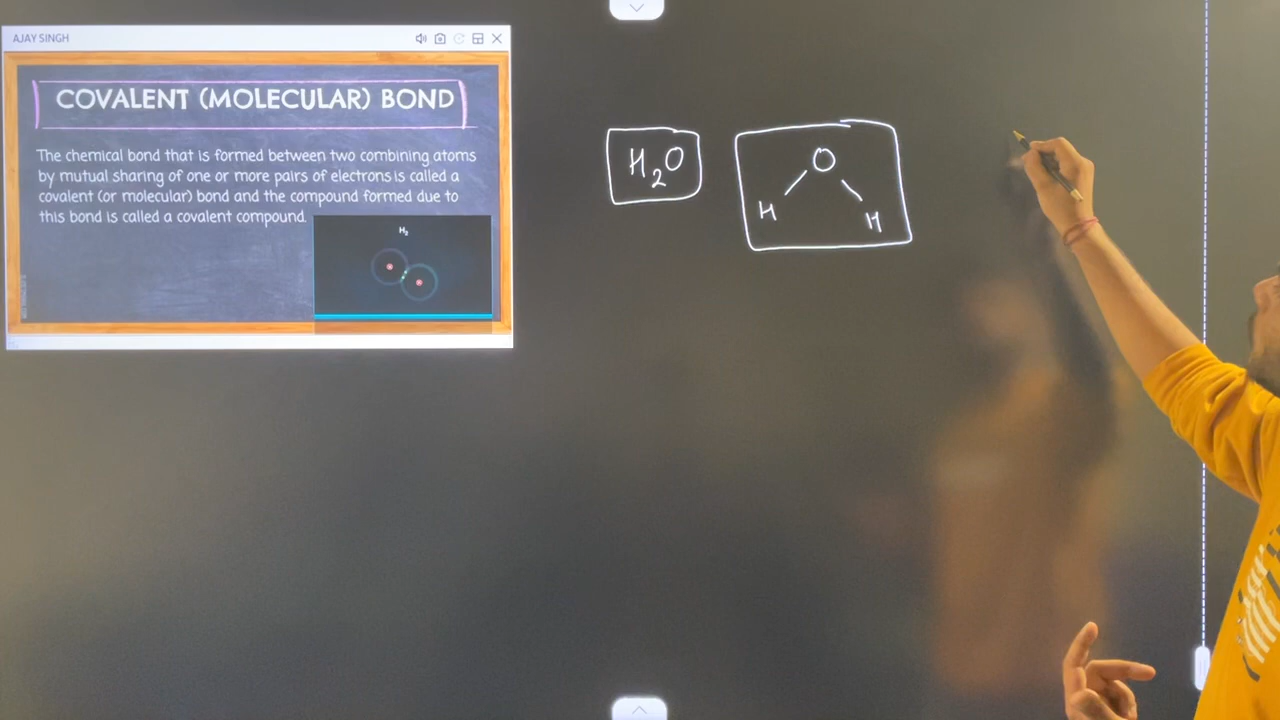 AJAY SINGH
COVALENT (MOLECULAR) BOND
The chemical bond that is formed between two combining atoms
by mutual sharing of one or more pairs of electrons is called a
covalent (or molecular) bond and the compound formed due to
this bond is called a covalent compound.
H₂
H₂O
O
H H